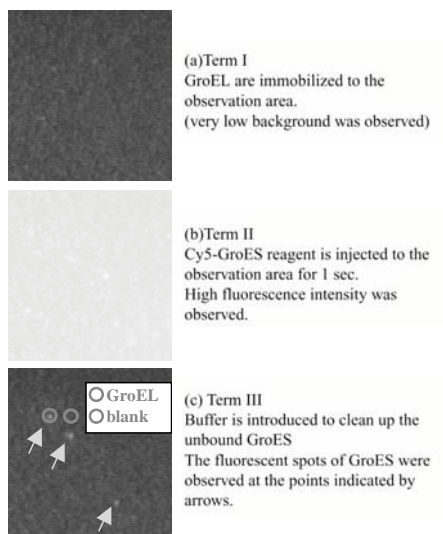 (a)Term I
GroEL are immobilized to the
observation area.
(very low background was observed)
(b)Term II
Cy5-GroES reagent is injected to the
observation area for 1 sec.
High fluorescence intensity was
observed.
GroEL
blank
(c) Term III
Buffer is introduced to clean up the
unbound GroES
The fluorescent spots of GroES were
observed at the points indicated by
arrows.